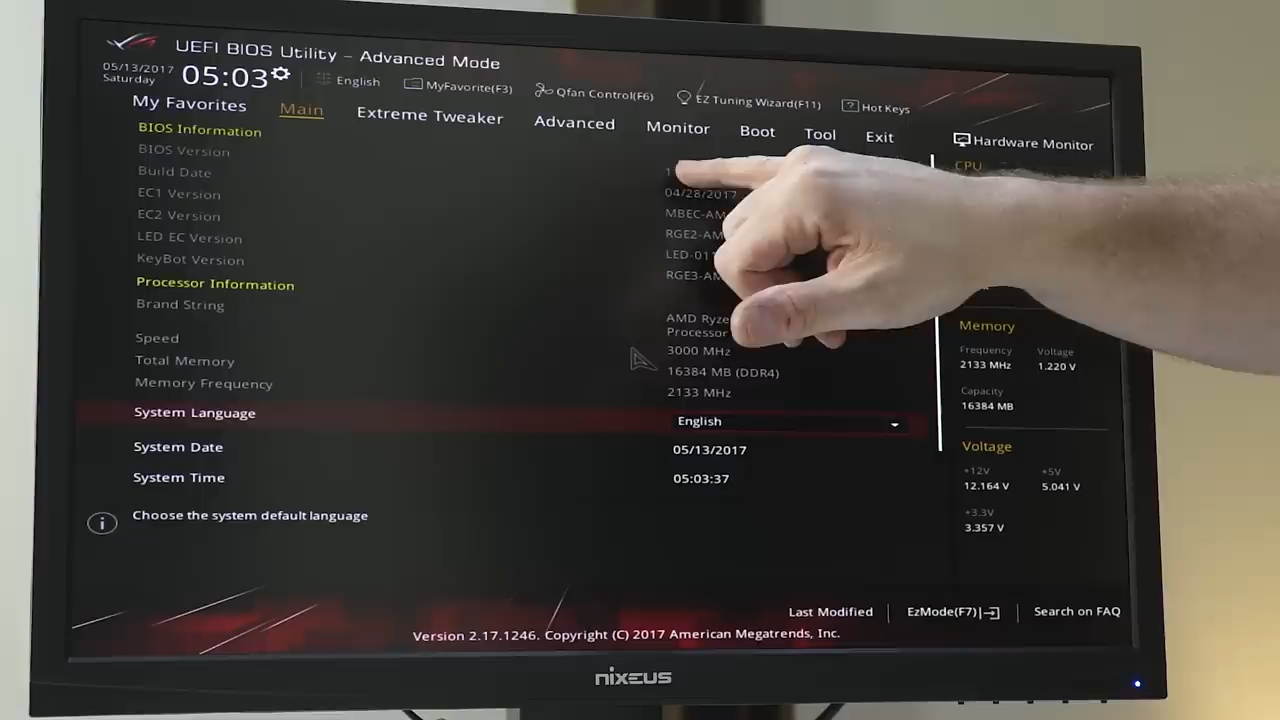 UEFI BIOS Utility – Advanced Mode
05/13/2017
Saturday
05:03
English
MyFavorite(F3)
Qfan Control(F6)
EZ Tuning Wizard(F11)
? Hot Keys
My Favorites
Main
Extreme Tweaker
Advanced
Monitor
Boot
Tool
Exit
Hardware Monitor
BIOS Information
BIOS Version
Build Date
04/28/2017
EC1 Version
MBEC-AM
EC2 Version
RGE2-AM
LED EC Version
LED-01
KeyBot Version
RGE3-AM
Processor Information
Brand String
AMD Ryze
Processor
Speed
3000 MHz
Total Memory
16384 MB (DDR4)
Memory Frequency
2133 MHz
System Language
English
System Date
05/13/2017
System Time
05:03:37
i
Choose the system default language
CPU
Memory
Frequency Voltage
2133 MHz 1.220 V
Capacity
16384 MB
Voltage
+12V +5V
12.164 V 5.041 V
+3.3V
3.357 V
Last Modified
EzMode(F7)
Search on FAQ
Version 2.17.1246. Copyright (C) 2017 American Megatrends, Inc.
nixeus